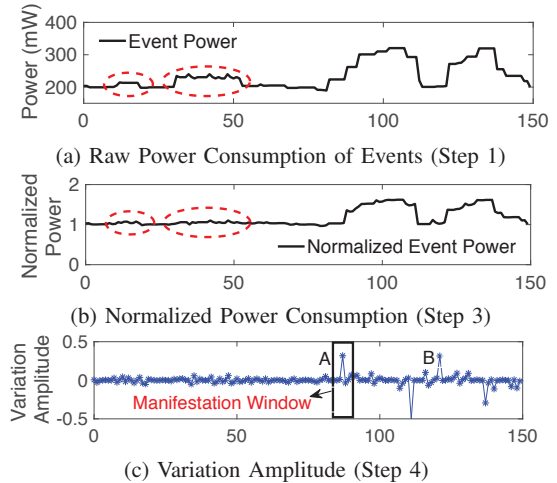 Power (mW)
400
300
200
Event Power
0
50
100
150
(a) Raw Power Consumption of Events (Step 1)
Normalized
Power
2
1
0
Normalized Event Power
0
50
100
150
(b) Normalized Power Consumption (Step 3)
Variation
Amplitude
0.5
0
-0.5
A
B
Manifestation Window
0
50
100
150
(c) Variation Amplitude (Step 4)